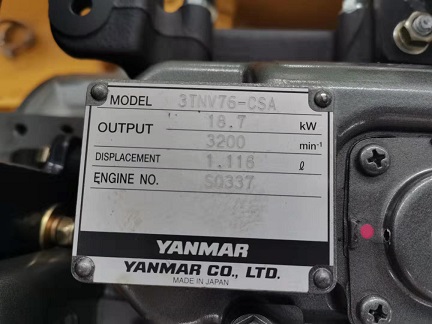 MODEL 3TNV76-CSA
OUTPUT 18.7 kW
3200 min-1
DISPLACEMENT 1.116 ℓ
ENGINE NO. S0337
YANMAR
YANMAR CO., LTD.
MADE IN JAPAN